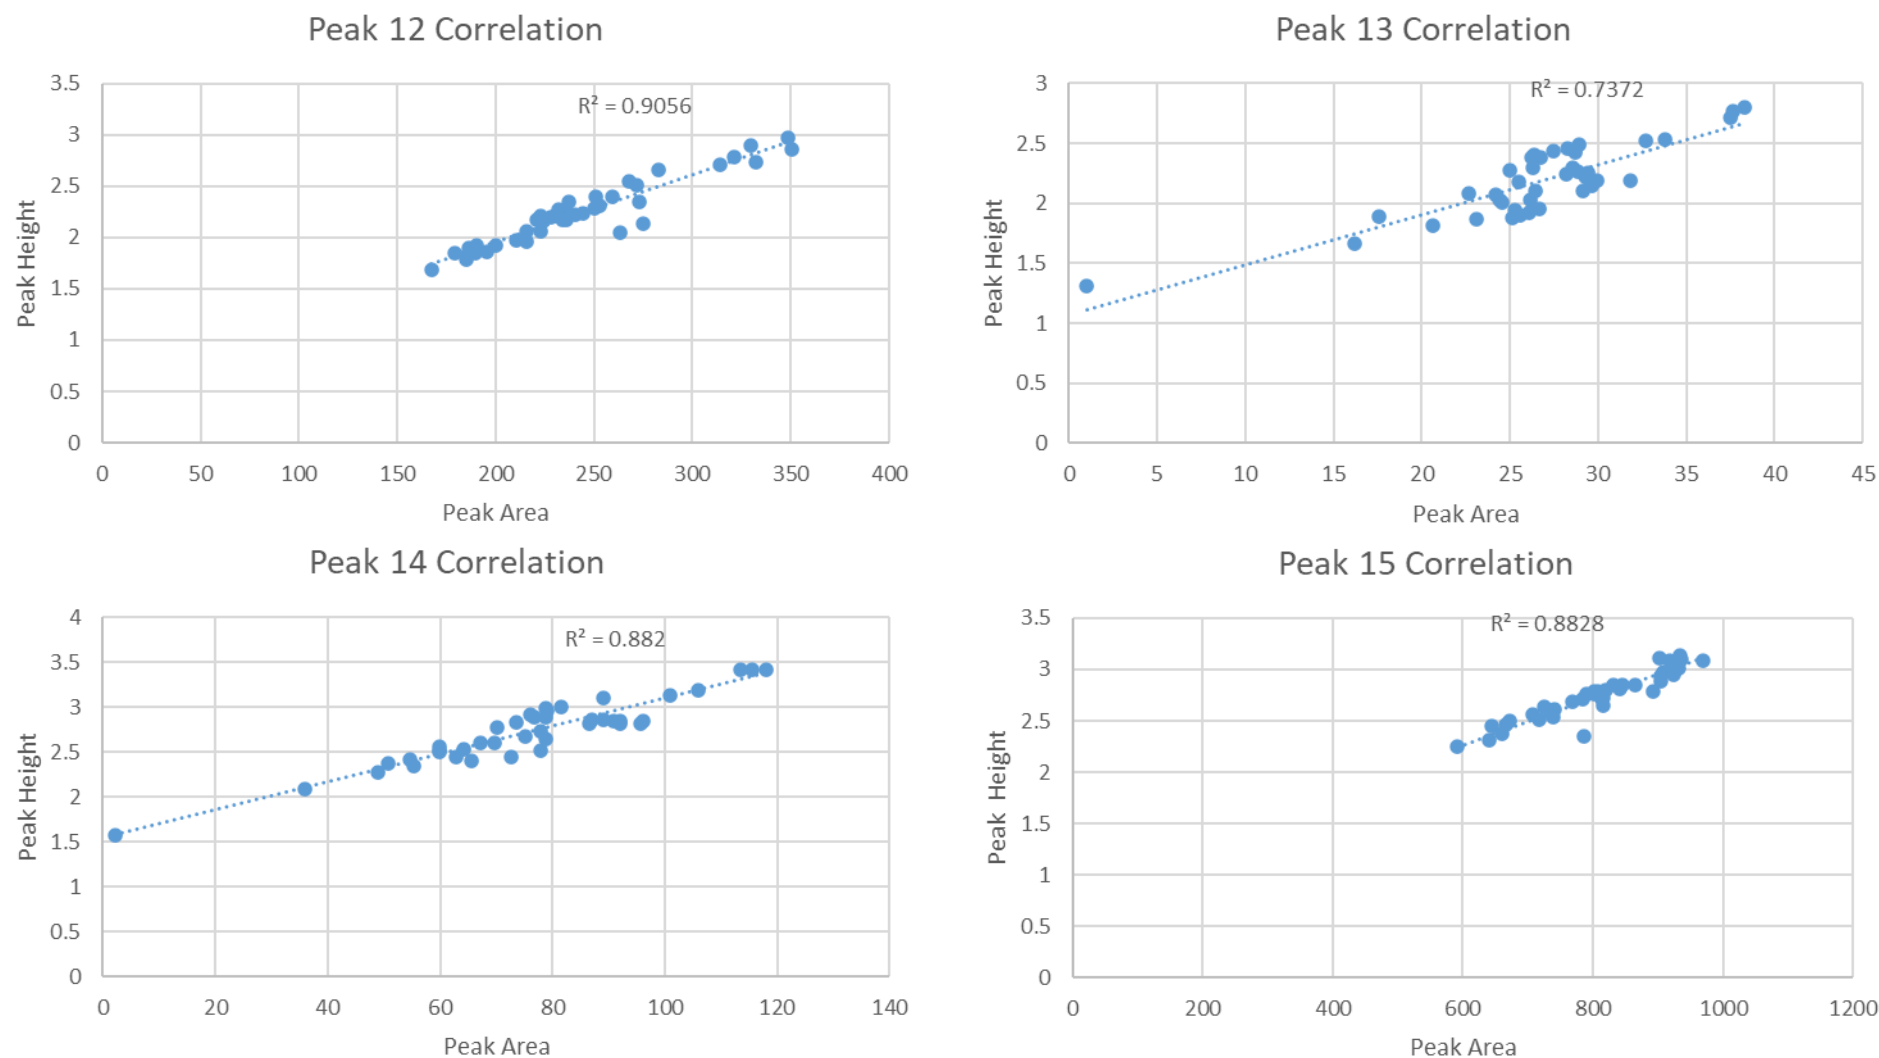 Peak 12 Correlation
3.5
3
2.5
2
1.5
1
0.5
0
R² = 0.9056
Peak Height
0 50 100 150 200 250 300 350 400
Peak Area
Peak 13 Correlation
3
2.5
2
1.5
1
0.5
0
R² = 0.7372
Peak Height
0 5 10 15 20 25 30 35 40 45
Peak Area
Peak 14 Correlation
4
3.5
3
2.5
2
1.5
1
0.5
0
R² = 0.882
Peak Height
0 20 40 60 80 100 120 140
Peak Area
Peak 15 Correlation
3.5
3
2.5
2
1.5
1
0.5
0
R² = 0.8828
Peak Height
0 200 400 600 800 1000 1200
Peak Area